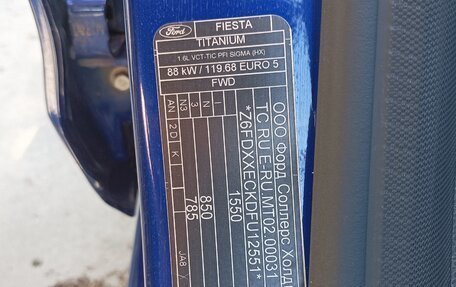 Ford
FIESTA
TITANIUM
1.6L VCT-TIC PFI SIGMA (HX)
88 kW / 119.68 EURO 5
FWD
ООО Форд Соллерс Холд
TC RU E-RU.MT02.00031
*Z6FDXXECKDFU12551*
1550
850
785
I
N
3
N3
AN
2D
K
JA8 /